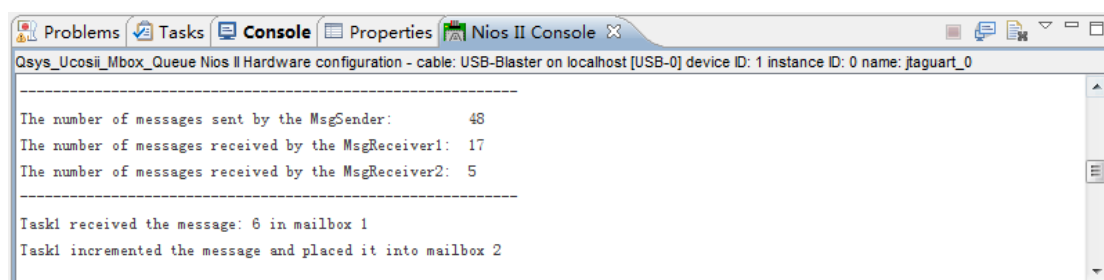 Problems Tasks Console Properties Nios II Console
Qsys_Ucosii_Mbox_Queue Nios II Hardware configuration - cable: USB-Blaster on localhost [USB-0] device ID: 1 instance ID: 0 name: jtaguart_0
------------------------------------------------------------
The number of messages sent by the MsgSender: 48
The number of messages received by the MsgReceiver1: 17
The number of messages received by the MsgReceiver2: 5
------------------------------------------------------------
Task1 received the message: 6 in mailbox 1
Task1 incremented the message and placed it into mailbox 2